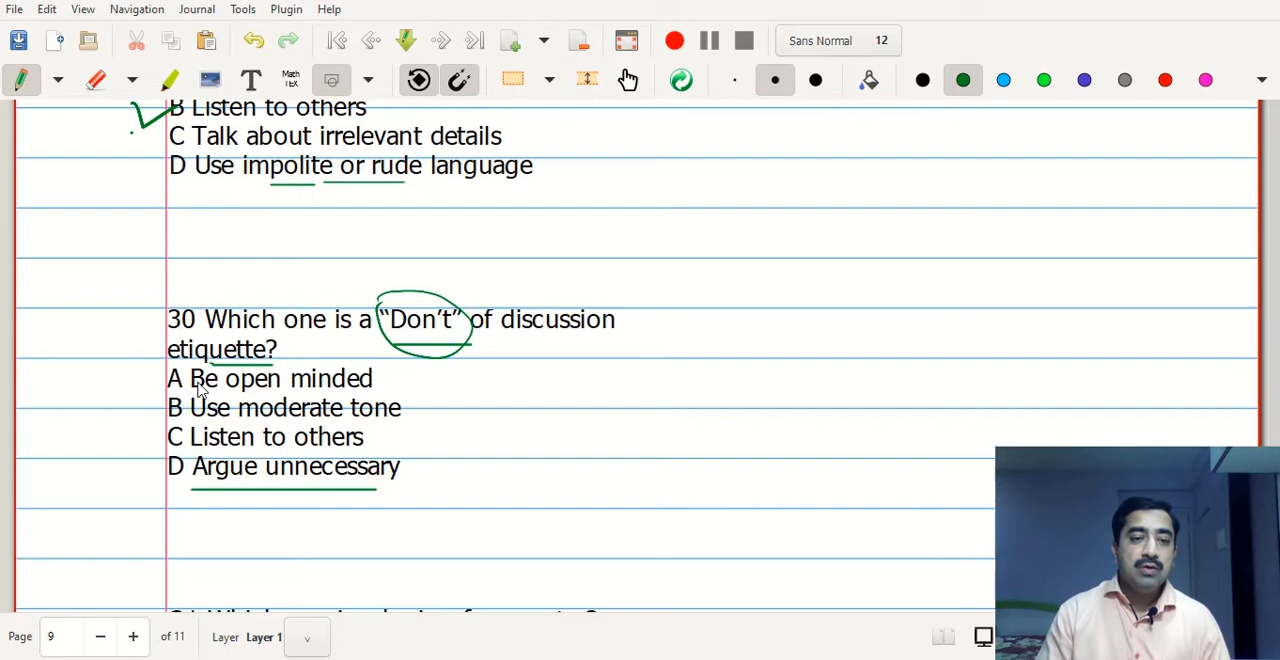 File Edit View Navigation Journal Tools Plugin Help
Sans Normal 12
T Math TEX
B Listen to others
C Talk about irrelevant details
D Use impolite or rude language
30 Which one is a “Don’t” of discussion
etiquette?
A Be open minded
B Use moderate tone
C Listen to others
D Argue unnecessary
Page 9 of 11 Layer Layer 1